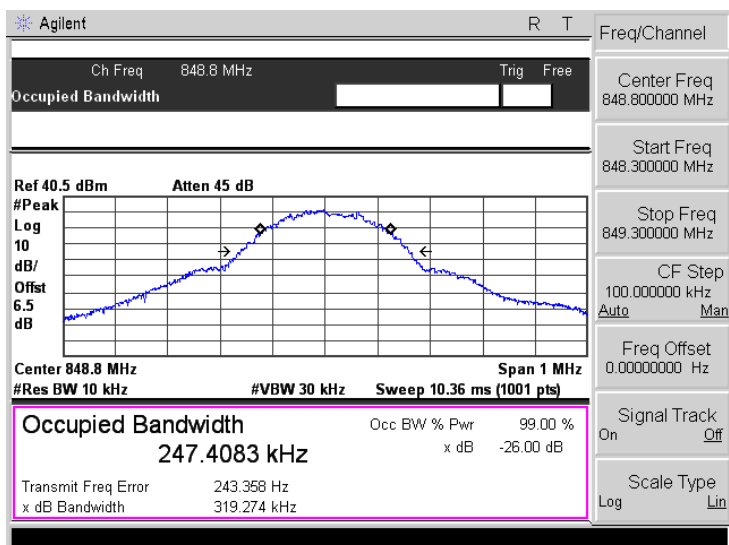 Agilent R T
Ch Freq 848.8 MHz Trig Free
Occupied Bandwidth
Ref 40.5 dBm Atten 45 dB
#Peak
Log
10
dB/
Offst
6.5
dB
Center 848.8 MHz Span 1 MHz
#Res BW 10 kHz #VBW 30 kHz Sweep 10.36 ms (1001 pts)
Occupied Bandwidth
247.4083 kHz
Occ BW % Pwr 99.00 %
x dB -26.00 dB
Transmit Freq Error 243.358 Hz
x dB Bandwidth 319.274 kHz
Freq/Channel
Center Freq
848.800000 MHz
Start Freq
848.300000 MHz
Stop Freq
849.300000 MHz
CF Step
100.000000 kHz
Auto Man
Freq Offset
0.00000000 Hz
Signal Track
On Off
Scale Type
Log Lin